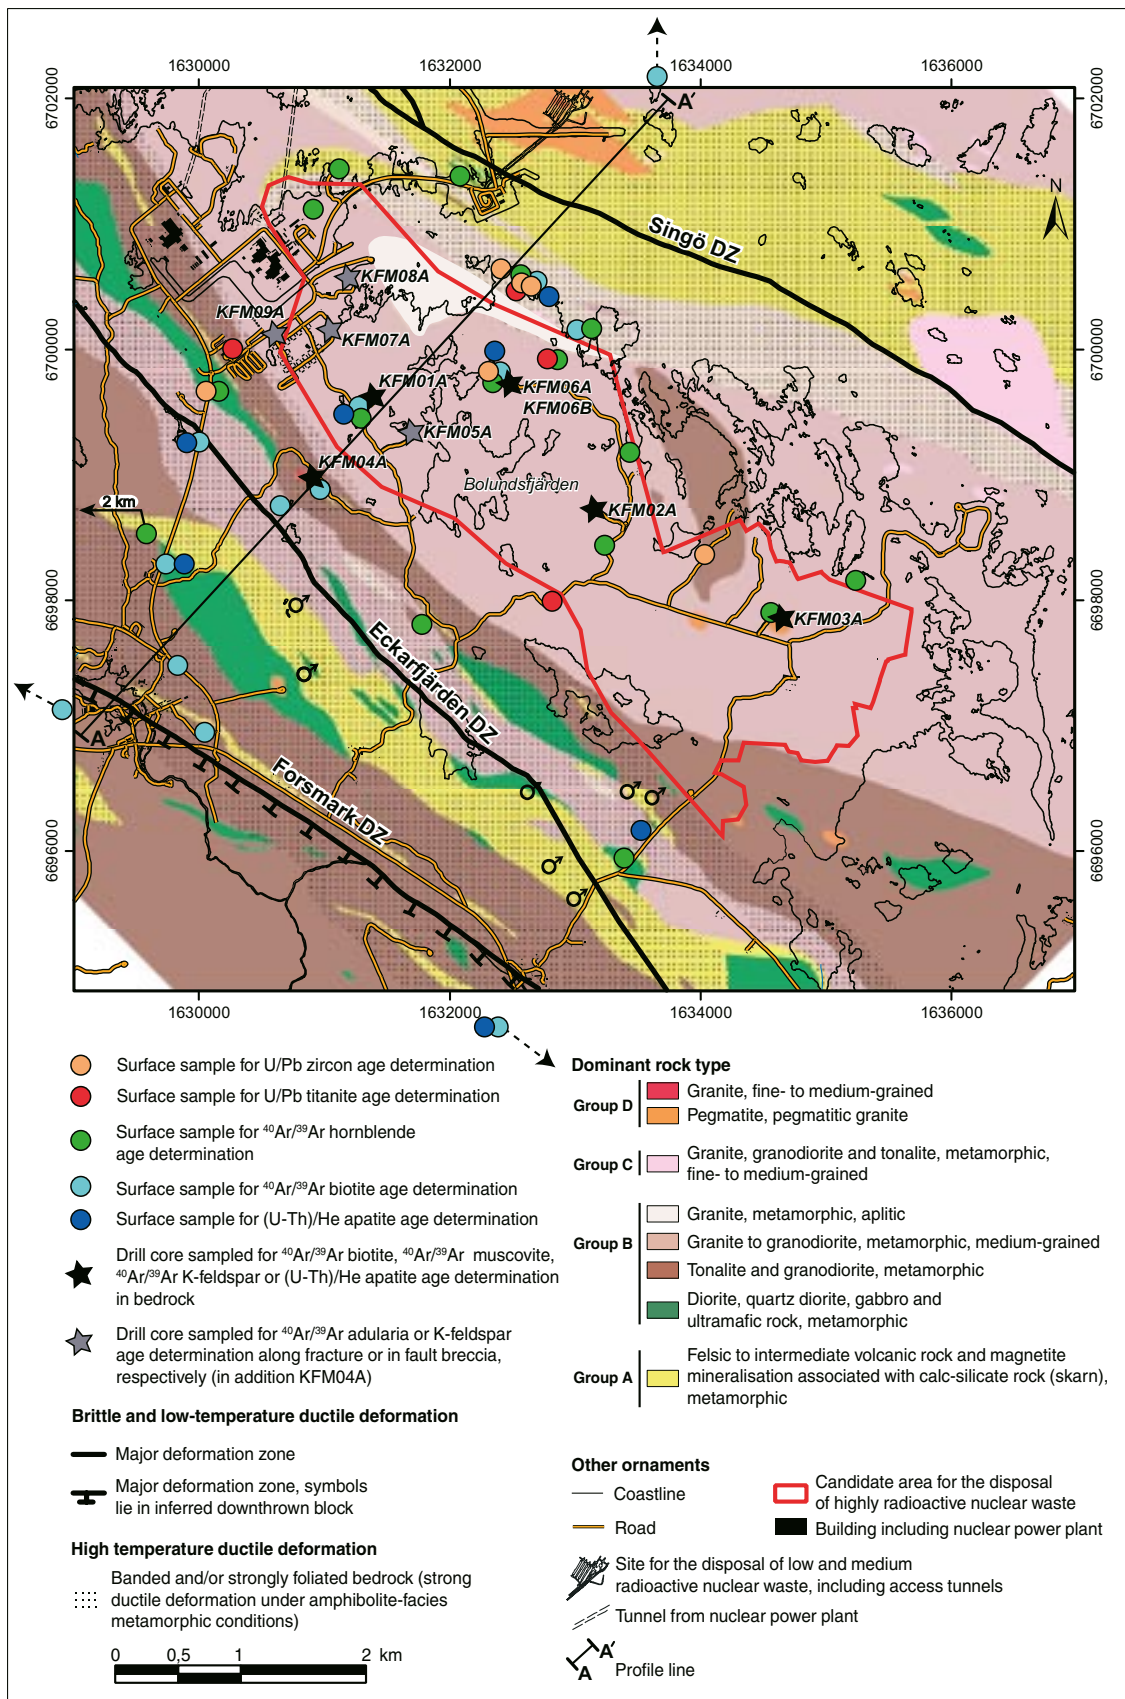 1630000
1632000
1634000
1636000
6702000
6702000
A'
N
Singö DZ
KFM08A
KFM09A
KFM07A
6700000
6700000
KFM01A
KFM06A
KFM06B
KFM05A
KFM04A
Bolundsfjärden
2 km
KFM02A
6698000
6698000
KFM03A
Eckarfjärden DZ
A
Forsmark DZ
6696000
6696000
1630000
1632000
1634000
1636000
Surface sample for U/Pb zircon age determination
Surface sample for U/Pb titanite age determination
Surface sample for ⁴⁰Ar/³⁹Ar hornblende
age determination
Surface sample for ⁴⁰Ar/³⁹Ar biotite age determination
Surface sample for (U-Th)/He apatite age determination
Drill core sampled for ⁴⁰Ar/³⁹Ar biotite, ⁴⁰Ar/³⁹Ar muscovite,
⁴⁰Ar/³⁹Ar K-feldspar or (U-Th)/He apatite age determination
in bedrock
Drill core sampled for ⁴⁰Ar/³⁹Ar adularia or K-feldspar
age determination along fracture or in fault breccia,
respectively (in addition KFM04A)
Brittle and low-temperature ductile deformation
Major deformation zone
Major deformation zone, symbols
lie in inferred downthrown block
High temperature ductile deformation
Banded and/or strongly foliated bedrock (strong
ductile deformation under amphibolite-facies
metamorphic conditions)
0 0,5 1 2 km
Dominant rock type
Group D
Granite, fine- to medium-grained
Pegmatite, pegmatitic granite
Group C
Granite, granodiorite and tonalite, metamorphic,
fine- to medium-grained
Group B
Granite, metamorphic, aplitic
Granite to granodiorite, metamorphic, medium-grained
Tonalite and granodiorite, metamorphic
Diorite, quartz diorite, gabbro and
ultramafic rock, metamorphic
Group A
Felsic to intermediate volcanic rock and magnetite
mineralisation associated with calc-silicate rock (skarn),
metamorphic
Other ornaments
Coastline
Road
Candidate area for the disposal
of highly radioactive nuclear waste
Building including nuclear power plant
Site for the disposal of low and medium
radioactive nuclear waste, including access tunnels
Tunnel from nuclear power plant
A'
A
Profile line